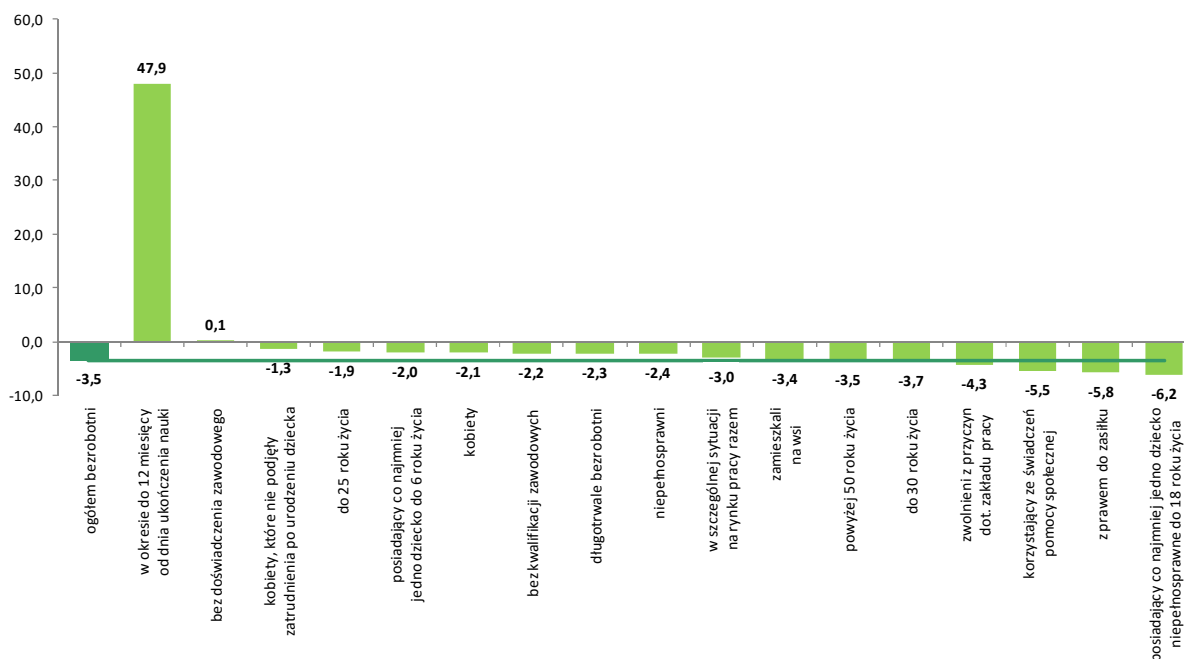 60,0
50,0
40,0
30,0
20,0
10,0
0,0
-10,0
47,9
0,1
-3,5
-1,3
-1,9
-2,0
-2,1
-2,2
-2,3
-2,4
-3,0
-3,4
-3,5
-3,7
-4,3
-5,5
-5,8
-6,2
ogółem bezrobotni
w okresie do 12 miesięcy
od dnia ukończenia nauki
bez doświadczenia zawodowego
kobiety, które nie podjęły
zatrudnienia po urodzeniu dziecka
do 25 roku życia
posiadający co najmniej
jedno dziecko do 6 roku życla
kobiety
bez kwalifikacji zawodowych
długotrwale bezrobotni
niepełnosprawni
w szczególnej sytuacji
na rynku pracy razem
zamieszkali
na wsi
powyżej 50 roku życia
do 30 roku życia
zwolnieni z przyczyn
dot. zakładu pracy
korzystający ze świadczeń
pomocy społecznej
z prawem do zasiłku
posiadający co najmniej jedno dziecko
niepełnosprawne do 18 roku życia